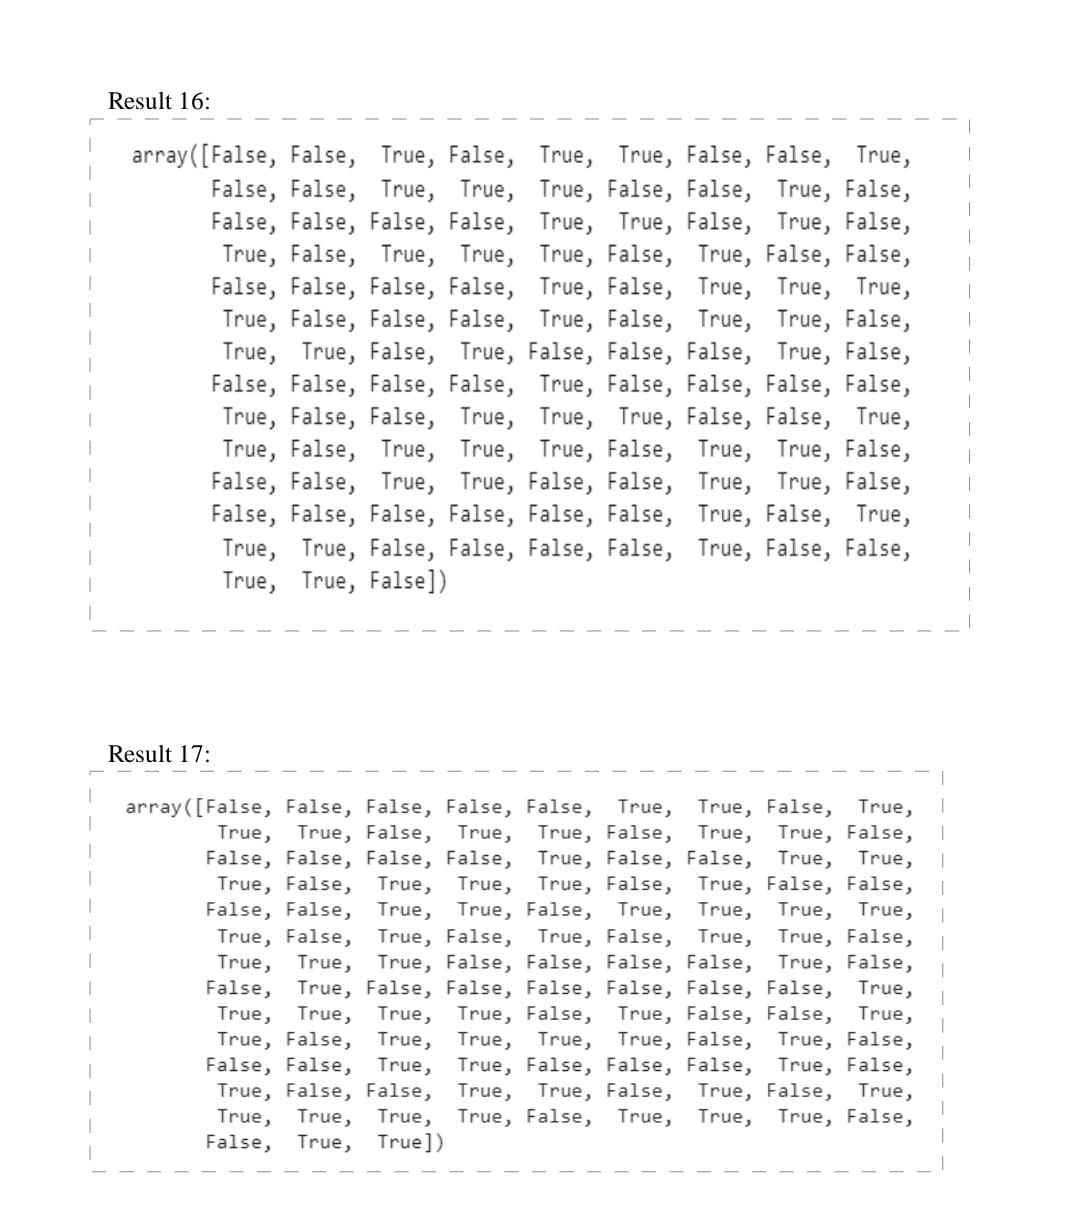 Result 16:
array([False, False,  True, False,  True,  True, False, False,  True,
       False, False,  True,  True,  True, False, False,  True, False,
       False, False, False, False,  True,  True, False,  True, False,
        True, False,  True,  True,  True, False,  True, False, False,
       False, False, False, False,  True, False,  True,  True,  True,
        True, False, False, False,  True, False,  True,  True, False,
        True,  True, False,  True, False, False, False,  True, False,
       False, False, False, False,  True, False, False, False, False,
        True, False, False,  True,  True,  True, False, False,  True,
        True, False,  True,  True,  True, False,  True,  True, False,
       False, False,  True,  True, False, False,  True,  True, False,
       False, False, False, False, False, False,  True, False,  True,
        True,  True, False, False, False, False,  True, False, False,
        True,  True, False])
Result 17:
array([False, False, False, False, False,  True,  True, False,  True,
        True,  True, False,  True,  True, False,  True,  True, False,
       False, False, False, False,  True, False, False,  True,  True,
        True, False,  True,  True,  True, False,  True, False, False,
       False, False,  True,  True, False,  True,  True,  True,  True,
        True, False,  True, False,  True, False,  True,  True, False,
        True,  True,  True, False, False, False, False,  True, False,
       False,  True, False, False, False, False, False, False,  True,
        True,  True,  True,  True, False,  True, False, False,  True,
        True, False,  True,  True,  True,  True, False,  True, False,
       False, False,  True,  True, False, False, False,  True, False,
        True, False, False,  True,  True, False,  True, False,  True,
        True,  True,  True,  True, False,  True,  True,  True, False,
       False,  True,  True])